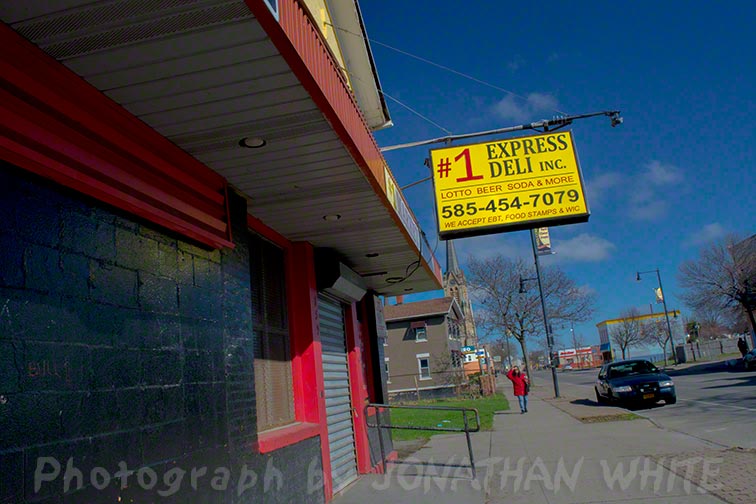 #1 EXPRESS
DELI INC.
LOTTO BEER SODA & MORE
585-454-7079
WE ACCEPT EBT, FOOD STAMPS & WIC
Photograph by JONATHAN WHITE